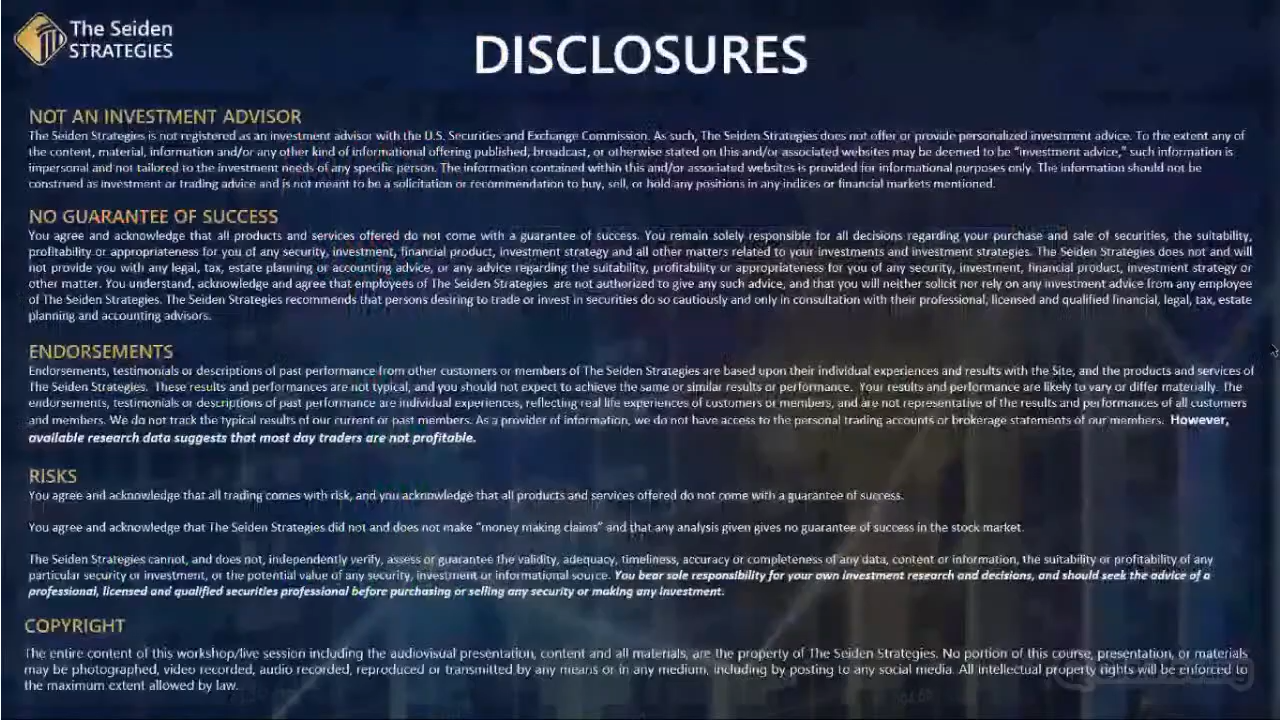 The Seiden
STRATEGIES
DISCLOSURES
NOT AN INVESTMENT ADVISOR
The Seiden Strategies is not registered as an investment advisor with the U.S. Securities and Exchange Commission. As such, The Seiden Strategies does not offer or provide personalized investment advice. To the extent any of
the content, material, information and/or any other kind of informational offering published, broadcast, or otherwise stated on this and/or associated websites may be deemed to be “investment advice,” such information is
impersonal and not tailored to the investment needs of any specific person. The information contained within this and/or associated websites is provided for informational purposes only. The information should not be
construed as investment or trading advice and is not meant to be a solicitation or recommendation to buy, sell, or hold any positions in any indices or financial markets mentioned.
NO GUARANTEE OF SUCCESS
You agree and acknowledge that all products and services offered do not come with a guarantee of success. You remain solely responsible for all decisions regarding your purchase and sale of securities, the suitability,
profitability or appropriateness for you of any security, investment, financial product, investment strategy and all other matters related to your investments and investment strategies. The Seiden Strategies does not and will
not provide you with any legal, tax, estate planning or accounting advice, or any advice regarding the suitability, profitability or appropriateness for you of any security, investment, financial product, investment strategy or
other matter. You understand, acknowledge and agree that employees of The Seiden Strategies are not authorized to give any such advice, and that you will neither solicit nor rely on any investment advice from any employee
of The Seiden Strategies. The Seiden Strategies recommends that persons desiring to trade or invest in securities do so cautiously and only in consultation with their professional, licensed and qualified financial, legal, tax, estate
planning and accounting advisors.
ENDORSEMENTS
Endorsements, testimonials or descriptions of past performance from other customers or members of The Seiden Strategies are based upon their individual experiences and results with the Site, and the products and services of
The Seiden Strategies. These results and performances are not typical, and you should not expect to achieve the same or similar results or performance. Your results and performance are likely to vary or differ materially. The
endorsements, testimonials or descriptions of past performance are individual experiences, reflecting real life experiences of customers or members, and are not representative of the results and performances of all customers
and members. We do not track the typical results of our current or past members. As a provider of information, we do not have access to the personal trading accounts or brokerage statements of our members. However,
available research data suggests that most day traders are not profitable.
RISKS
You agree and acknowledge that all trading comes with risk, and you acknowledge that all products and services offered do not come with a guarantee of success.
You agree and acknowledge that The Seiden Strategies did not and does not make “money making claims” and that any analysis given gives no guarantee of success in the stock market.
The Seiden Strategies cannot, and does not, independently verify, assess or guarantee the validity, adequacy, timeliness, accuracy or completeness of any data, content or information, the suitability or profitability of any
particular security or investment, or the potential value of any security, investment or informational source. You bear sole responsibility for your own investment research and decisions, and should seek the advice of a
professional, licensed and qualified securities professional before purchasing or selling any security or making any investment.
COPYRIGHT
The entire content of this workshop/live session including the audiovisual presentation, content and all materials, are the property of The Seiden Strategies. No portion of this course, presentation, or materials
may be photographed, video recorded, audio recorded, reproduced or transmitted by any means or in any medium, including by posting to any social media. All intellectual property rights will be enforced to
the maximum extent allowed by law.